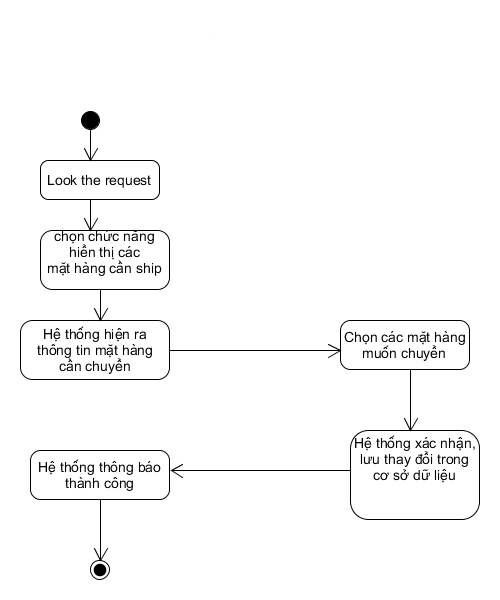 Look the request
chọn chức năng
hiển thị các
mặt hàng cần ship
Hệ thống hiện ra
thông tin mặt hàng
cần chuyển
Chọn các mặt hàng
muốn chuyển
Hệ thống xác nhận,
lưu thay đổi trong
cơ sở dữ liệu
Hệ thống thông báo
thành công